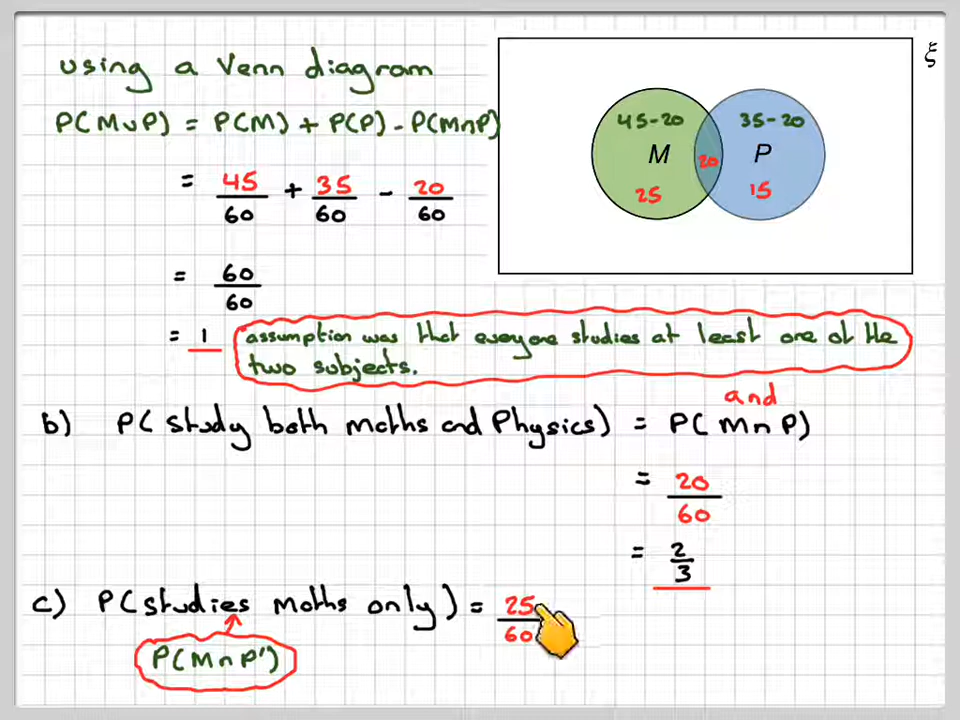 using a Venn diagram
P(M∪P) = P(M) + P(P) - P(M∩P)
= 45/60 + 35/60 - 20/60
= 60/60
= 1
assumption was that everyone studies at least one of the
two subjects.
ξ
45-20
35-20
M
20
P
25
15
and
b) P(study both maths and Physics) = P(M∩P)
= 20/60
= 2/3
c) P(studies maths only) = 25/60
P(M∩P')